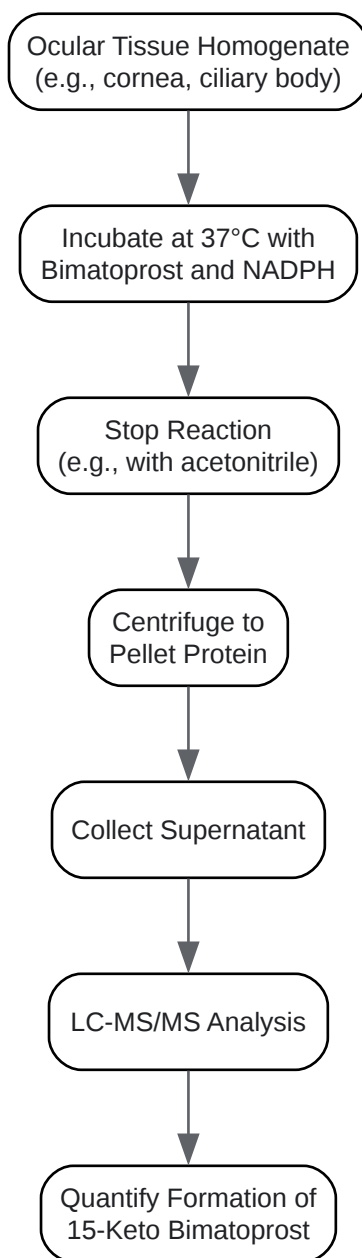 Ocular Tissue Homogenate
(e.g., cornea, ciliary body)
Incubate at 37°C with
Bimatoprost and NADPH
Stop Reaction
(e.g., with acetonitrile)
Centrifuge to
Pellet Protein
Collect Supernatant
LC-MS/MS Analysis
Quantify Formation of
15-Keto Bimatoprost